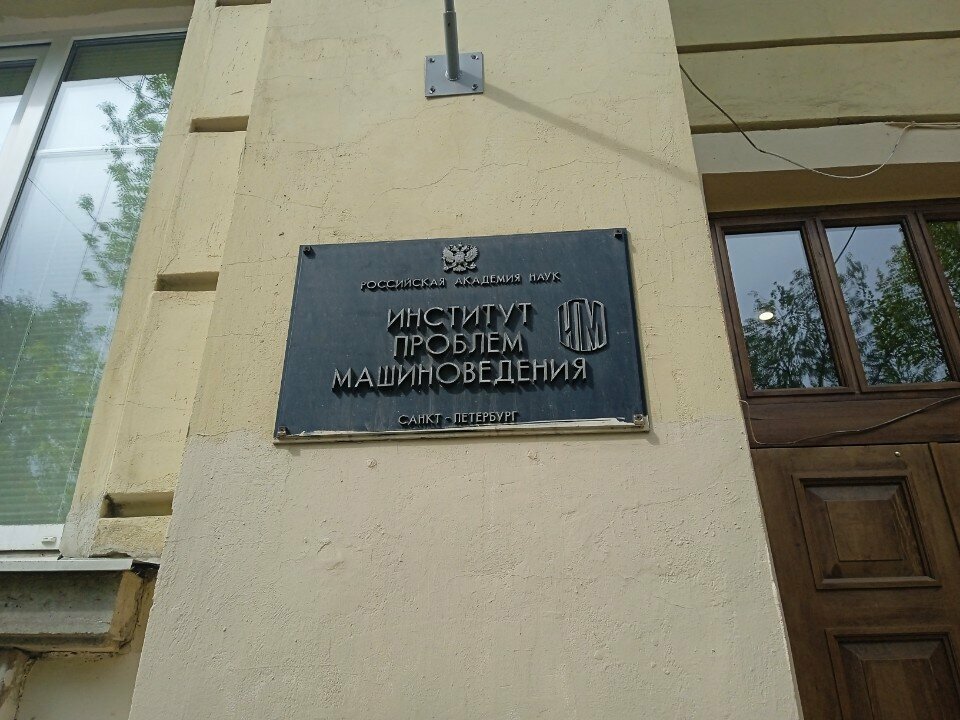 РОССИЙСКАЯ АКАДЕМИЯ НАУК
ИНСТИТУТ
ПРОБЛЕМ
МАШИНОВЕДЕНИЯ
ИПМ
САНКТ - ПЕТЕРБУРГ